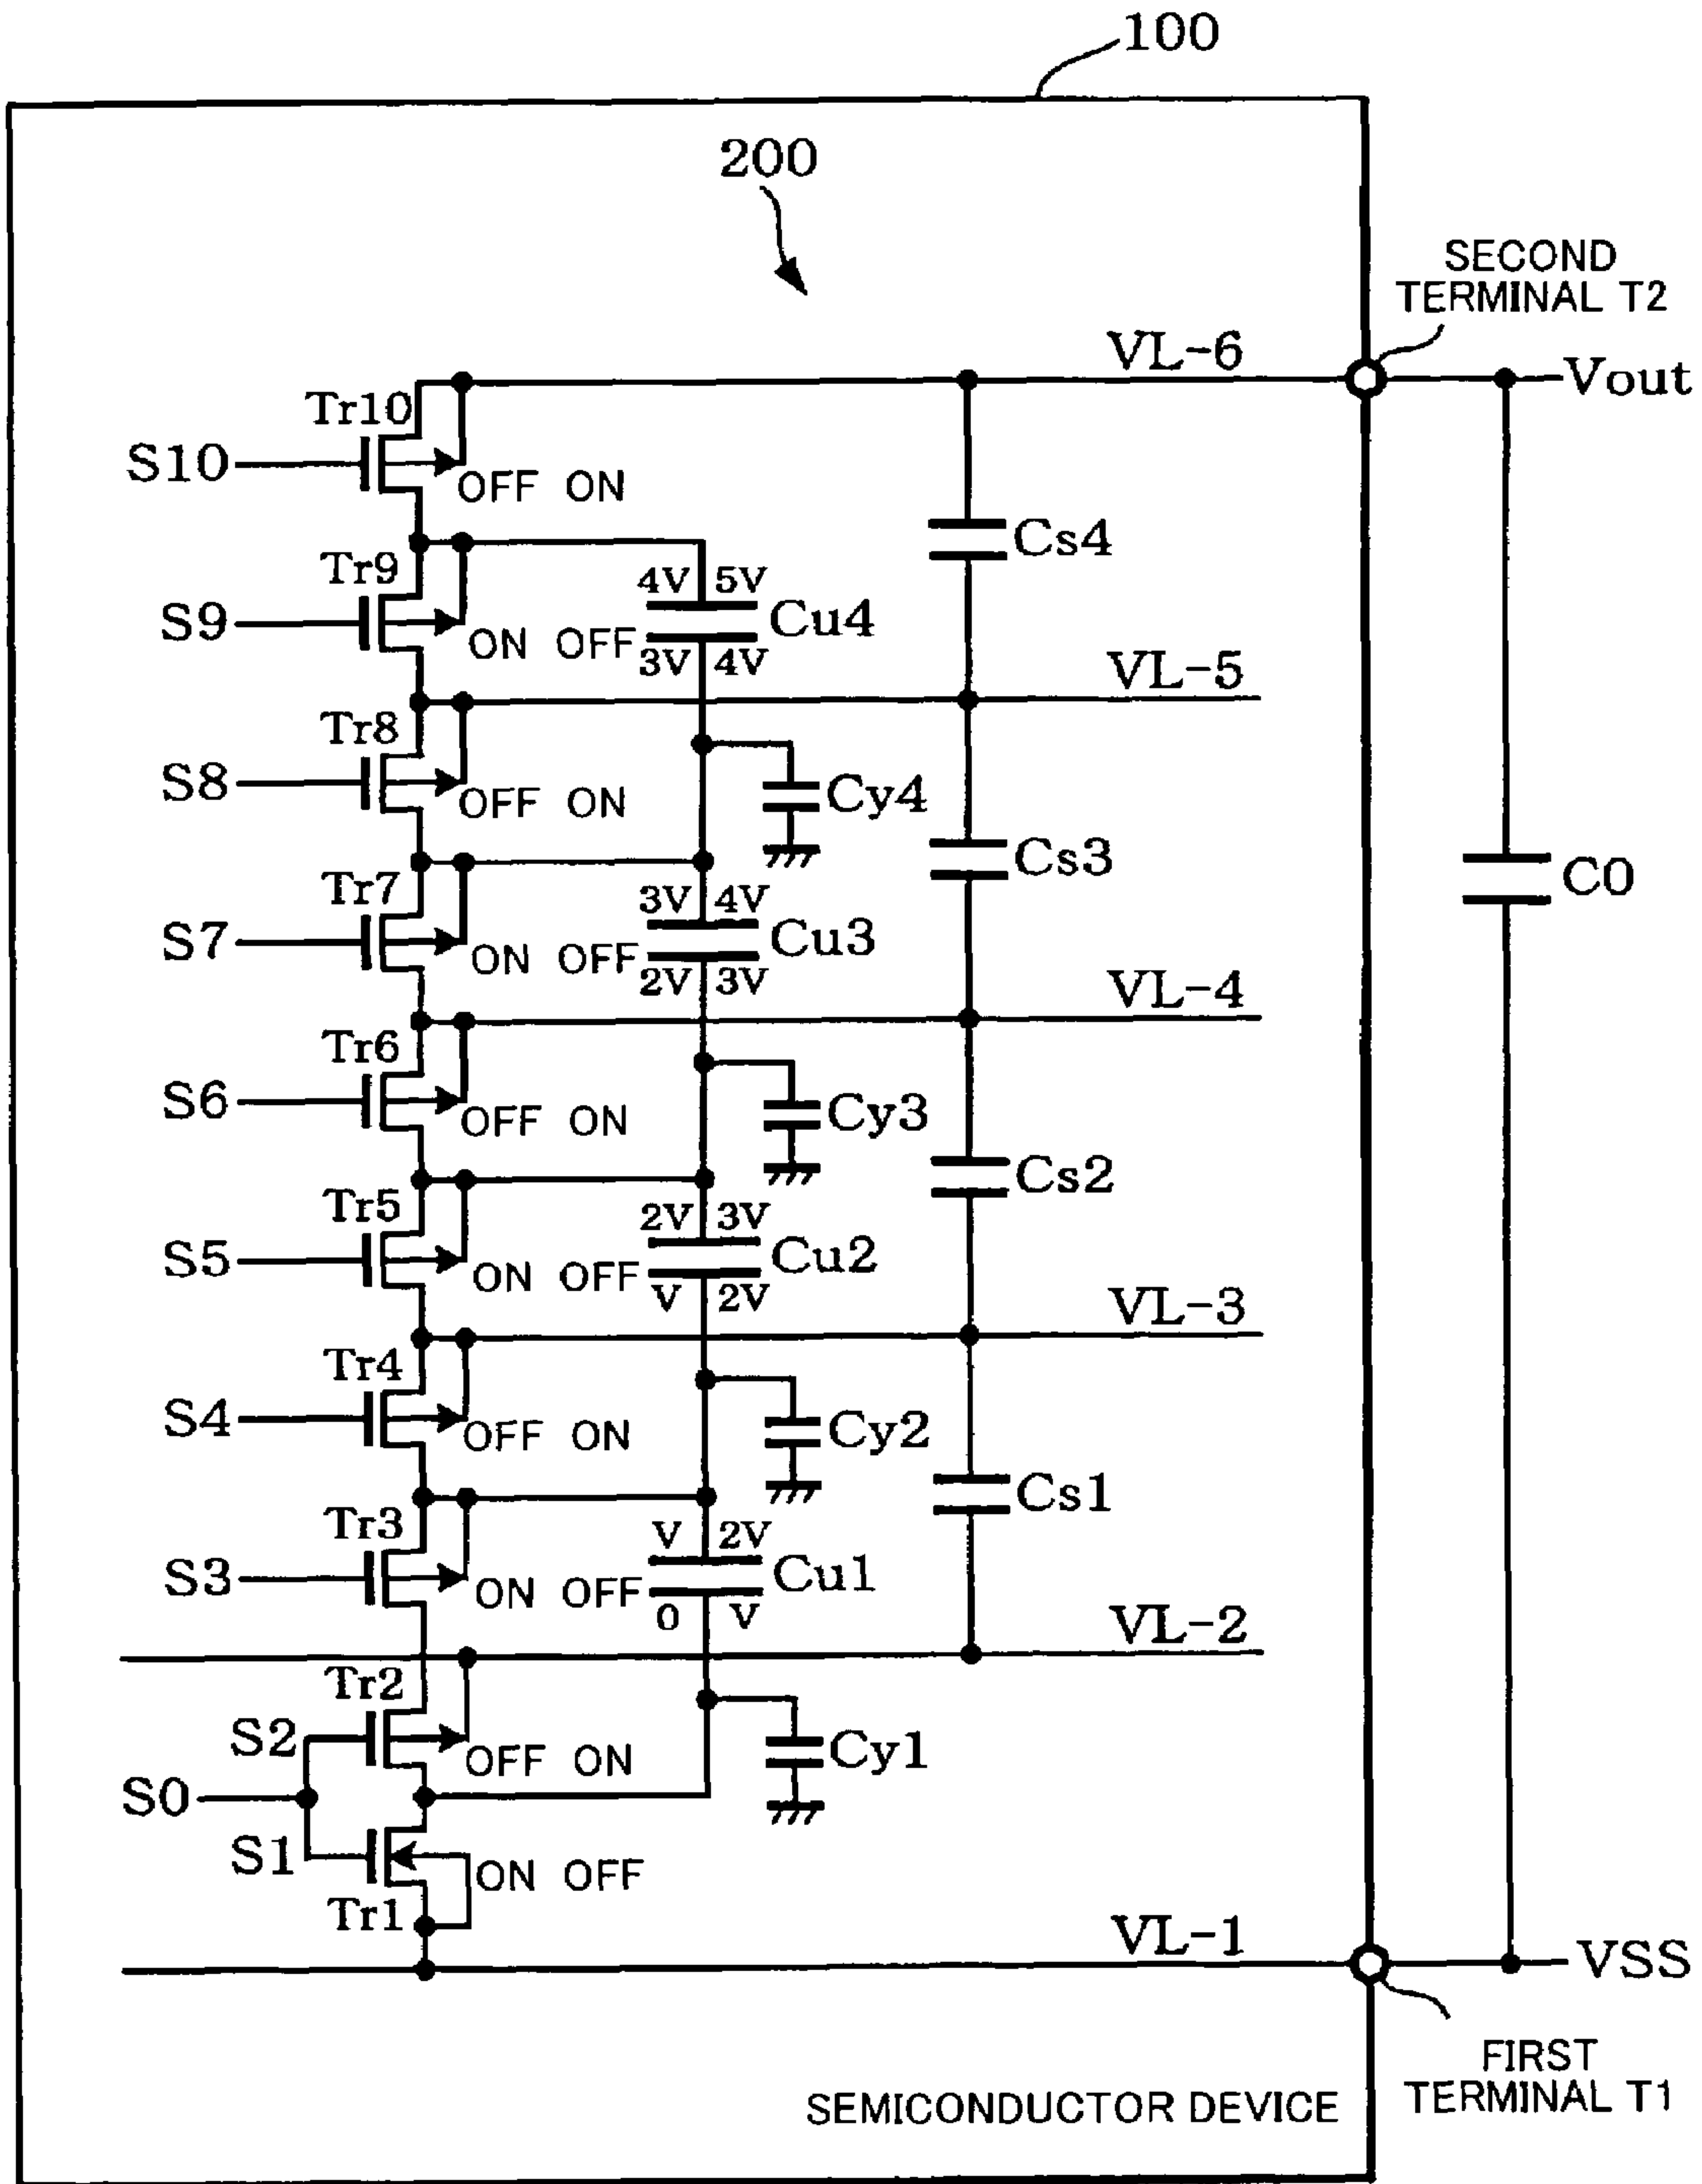 100
200
SECOND
TERMINAL T2
VL-6
Vout
Tr10
S10
OFF ON
Cs4
Tr9
4V 5V
S9
Cu4
ON OFF
3V 4V
VL-5
Tr8
S8
OFF ON
Cy4
Cs3
C0
Tr7
3V 4V
S7
Cu3
ON OFF
2V 3V
VL-4
Tr6
S6
OFF ON
Cy3
Cs2
Tr5
2V 3V
S5
Cu2
ON OFF
V 2V
VL-3
Tr4
S4
OFF ON
Cy2
Cs1
Tr3
V 2V
S3
Cu1
ON OFF
0 V
VL-2
Tr2
S2
OFF ON
Cy1
S0
S1
ON OFF
Tr1
VL-1
VSS
FIRST
TERMINAL T1
SEMICONDUCTOR DEVICE